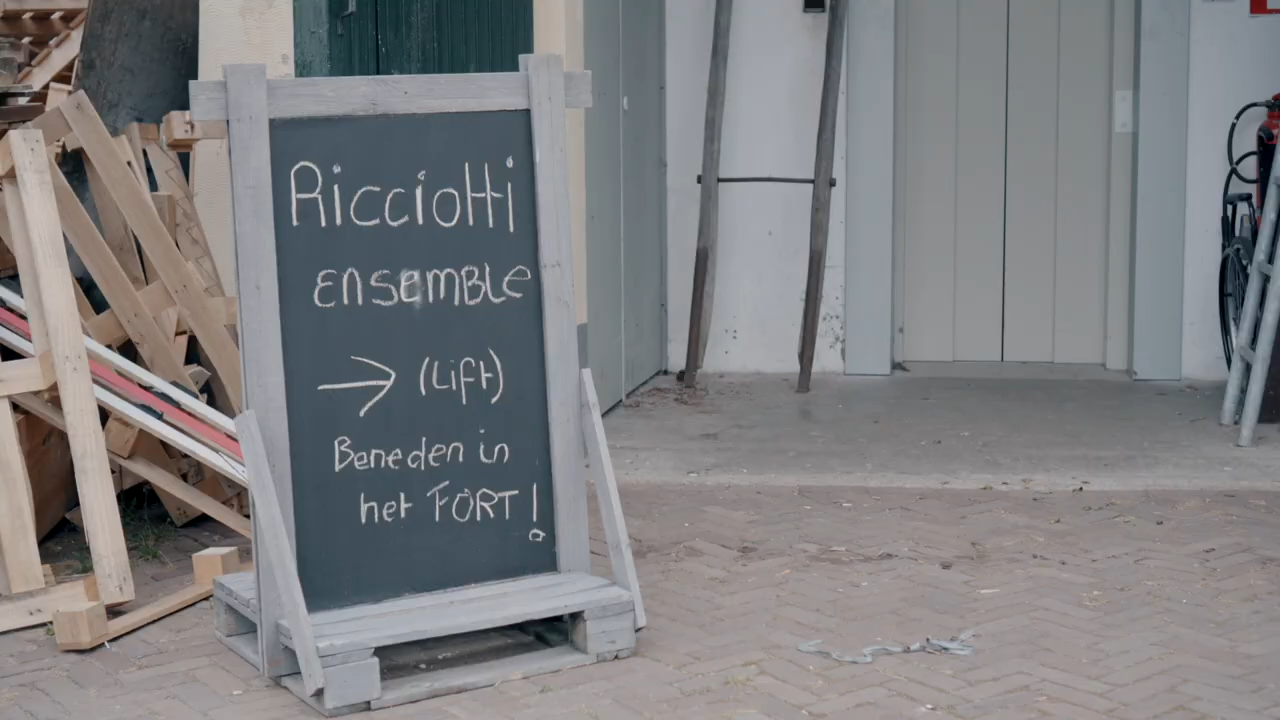 Ricciotti
ensemble
→ (Lift)
Beneden in
het FORT!